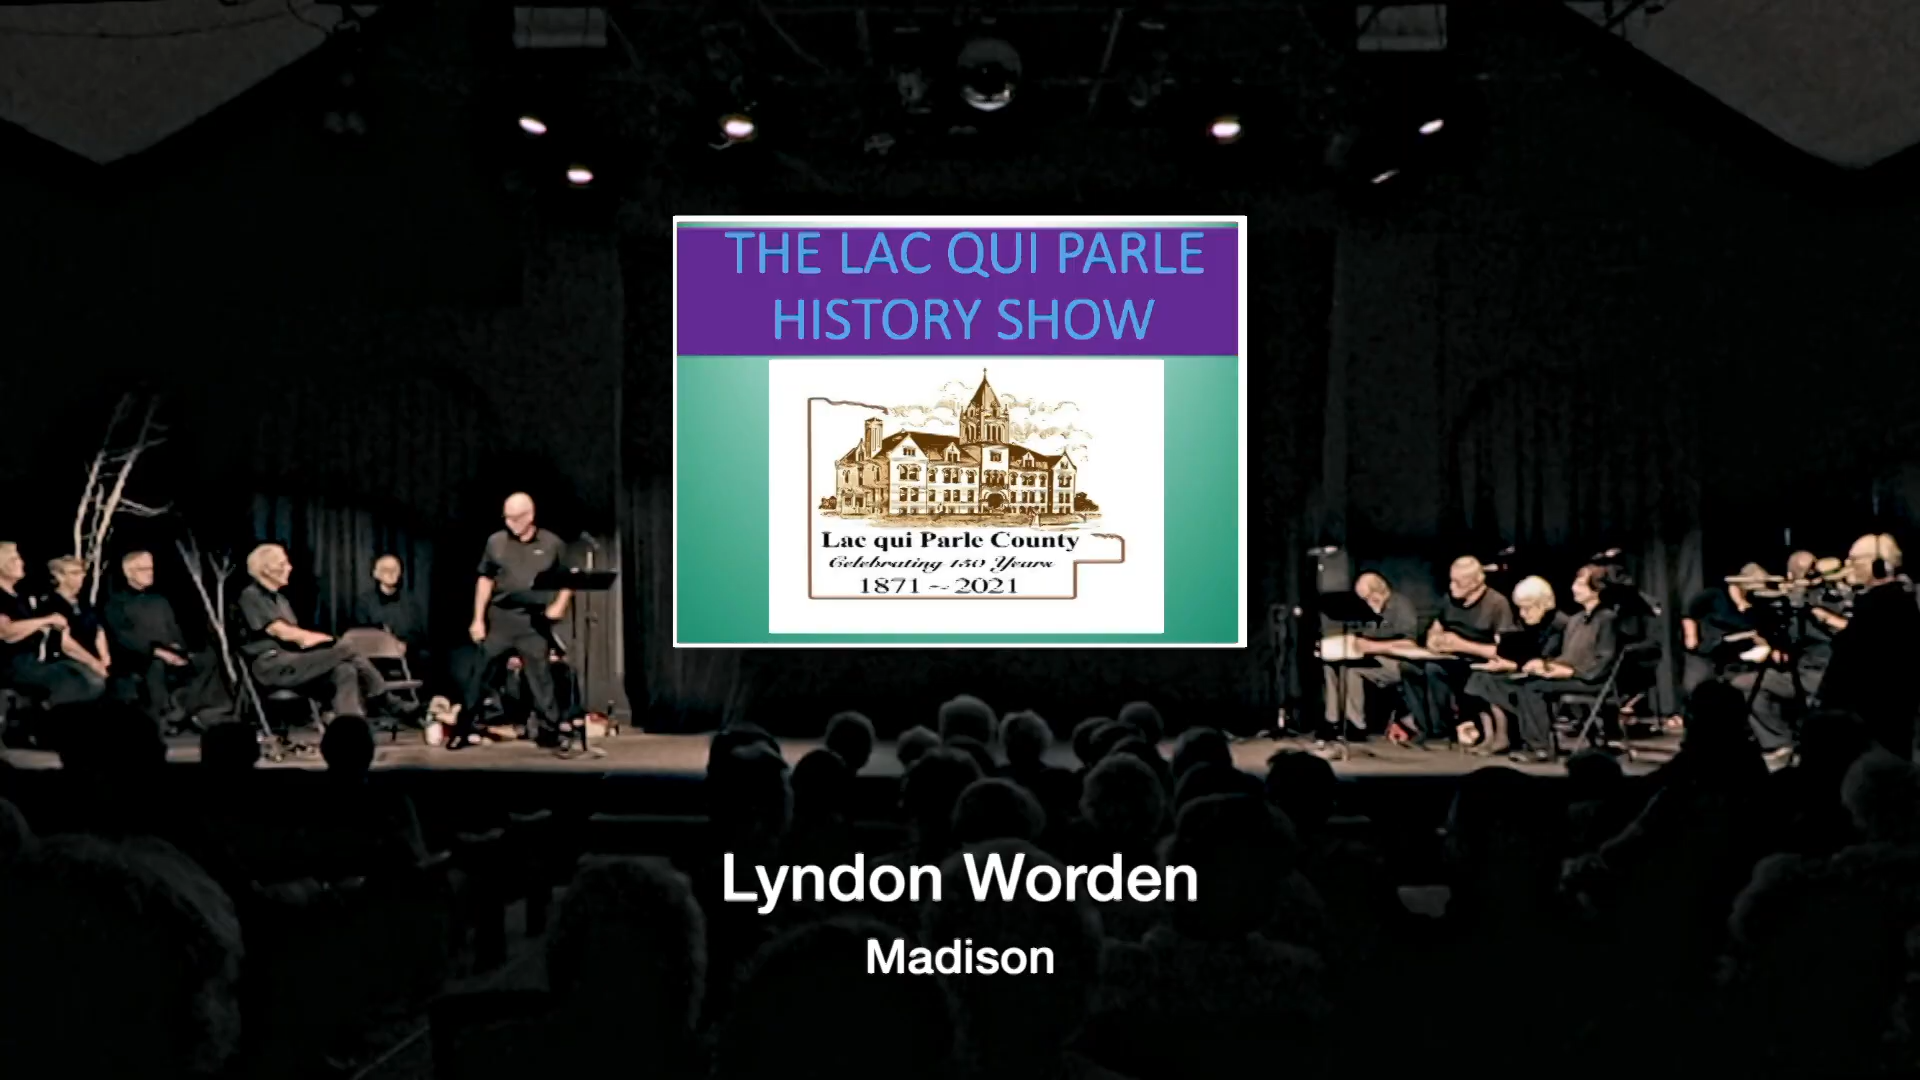 THE LAC QUI PARLE
HISTORY SHOW
Lac qui Parle County
Celebrating 150 Years
1871 ~ 2021
Lyndon Worden
Madison